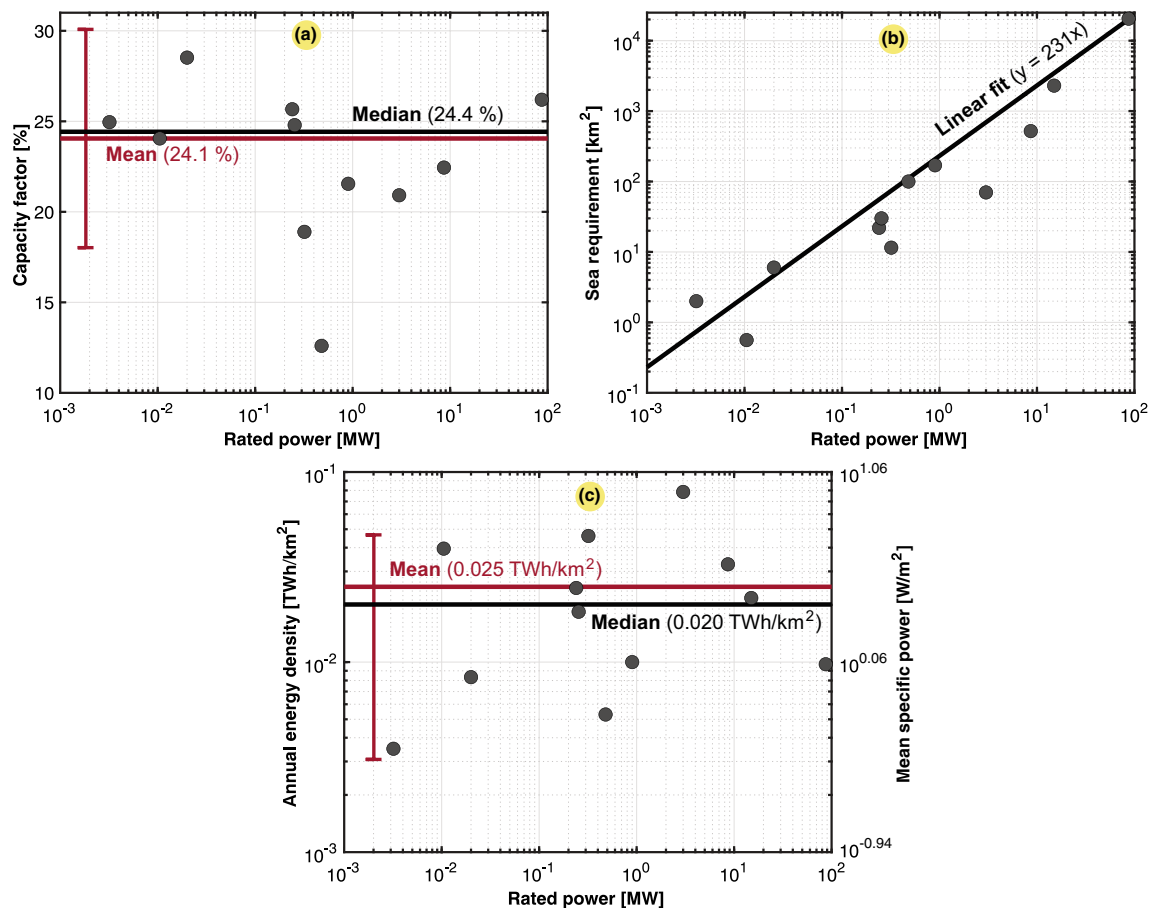 (a)
30
25
20
15
10
Capacity factor [%]
Median (24.4 %)
Mean (24.1 %)
10^-3 10^-2 10^-1 10^0 10^1 10^2
Rated power [MW]
(b)
10^4
10^3
10^2
10^1
10^0
10^-1
Sea requirement [km^2]
Linear fit (y = 231x)
10^-3 10^-2 10^-1 10^0 10^1 10^2
Rated power [MW]
(c)
10^-1
10^-2
10^-3
Annual energy density [TWh/km^2]
Mean (0.025 TWh/km^2)
Median (0.020 TWh/km^2)
10^1.06
10^0.06
10^-0.94
Mean specific power [W/m^2]
10^-3 10^-2 10^-1 10^0 10^1 10^2
Rated power [MW]